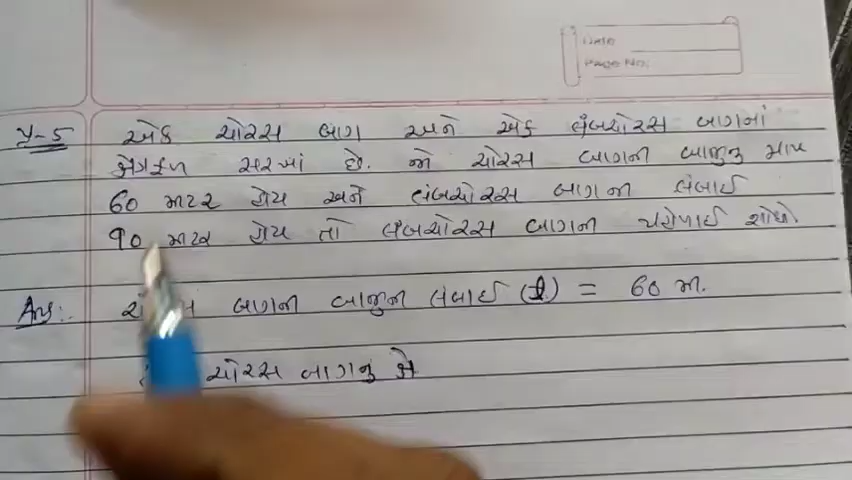 DATE
PAGE NO.
પ્ર-5 એક ચોરસ બાગ અને એક લંબચોરસ બાગનાં
ક્ષેત્રફળ સરખાં છે. જો ચોરસ બાગની બાજુનુ માપ
60 મીટર હોય અને લંબચોરસ બાગની લંબાઈ
90 મીટર હોય તો લંબચોરસ બાગની પહોળાઈ શોધો.
Ans:. બાગની બાજુની લંબાઈ (l) = 60 મી.
ચોરસ બાગનું ક્ષે